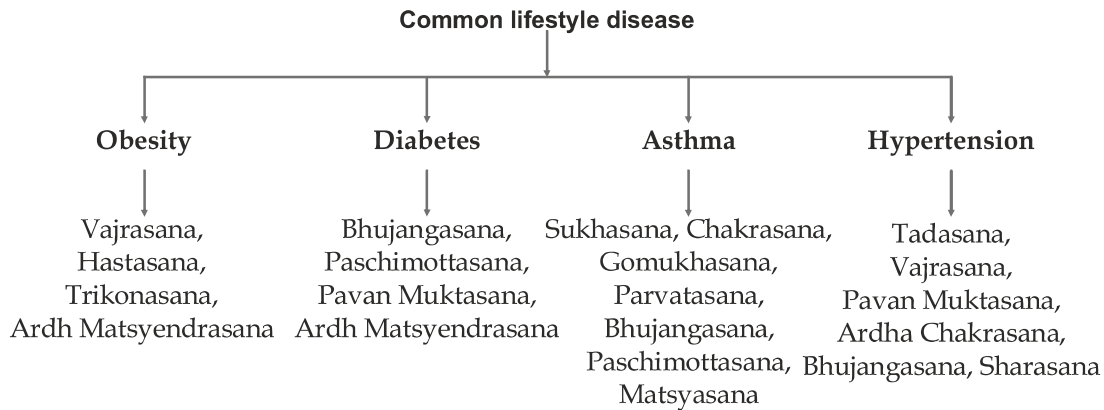 Common lifestyle disease
Obesity
Diabetes
Asthma
Hypertension
Vajrasana,
Hastasana,
Trikonasana,
Ardh Matsyendrasana
Bhujangasana,
Paschimottasana,
Pavan Muktasana,
Ardh Matsyendrasana
Sukhasana, Chakrasana,
Gomukhasana,
Parvatasana,
Bhujangasana,
Paschimottasana,
Matsyasana
Tadasana,
Vajrasana,
Pavan Muktasana,
Ardha Chakrasana,
Bhujangasana, Sharasana